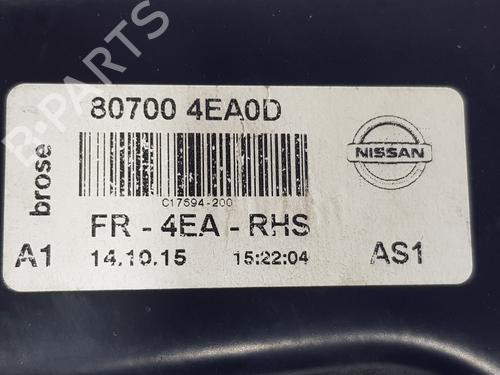 B-PARTS
80700 4EA0D
brose
C17594-200
NISSAN
FR - 4EA - RHS
A1
14.10.15
15:22:04
AS1